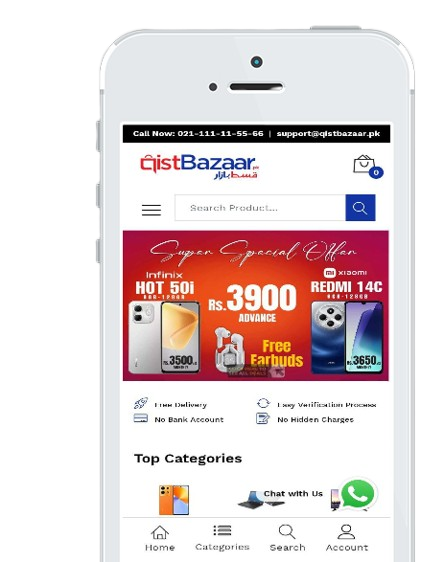 Call Now: 021-111-11-55-66 | support@qistbazaar.pk
QistBazaar.pk
قسط بازار
0
Search Product...
Super Special Offer
Infinix
HOT 50i
8GB-128GB
Rs.3900
ADVANCE
mi xiaomi
REDMI 14C
6GB-128GB
Free
Earbuds
Rs.3500
Rs.3650
Free Delivery
Easy Verification Process
No Bank Account
No Hidden Charges
Top Categories
Chat with Us
Home
Categories
Search
Account